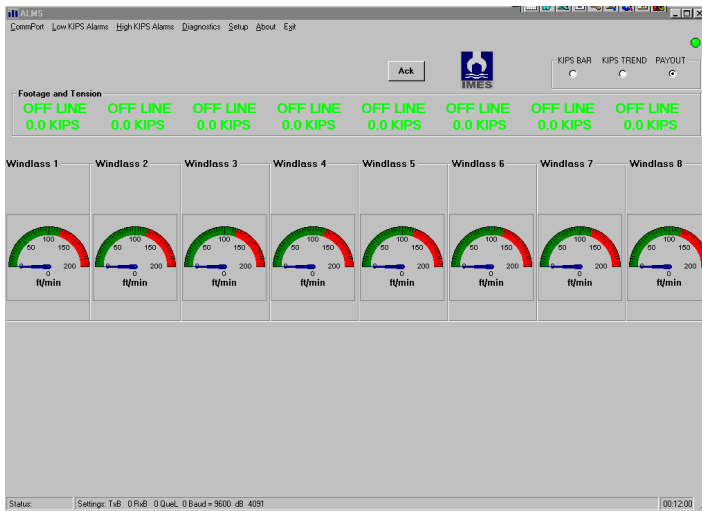 ALMS
CommPort Low KIPS Alarms High KIPS Alarms Diagnostics Setup About Exit
Ack
IMES
KIPS BAR KIPS TREND PAYOUT
Footage and Tension
OFF LINE OFF LINE OFF LINE OFF LINE OFF LINE OFF LINE OFF LINE OFF LINE
0.0 KIPS 0.0 KIPS 0.0 KIPS 0.0 KIPS 0.0 KIPS 0.0 KIPS 0.0 KIPS 0.0 KIPS
Windlass 1 Windlass 2 Windlass 3 Windlass 4 Windlass 5 Windlass 6 Windlass 7 Windlass 8
100 100 100 100 100 100 100 100
50 150 50 150 50 150 50 150 50 150 50 150 50 150 50 150
0 200 0 200 0 200 0 200 0 200 0 200 0 200 0 200
0 0 0 0 0 0 0 0
ft/min ft/min ft/min ft/min ft/min ft/min ft/min ft/min
Status: Settings: TxB 0 RxB 0 QueL 0 Baud = 9600 dB 4091 00:12:00